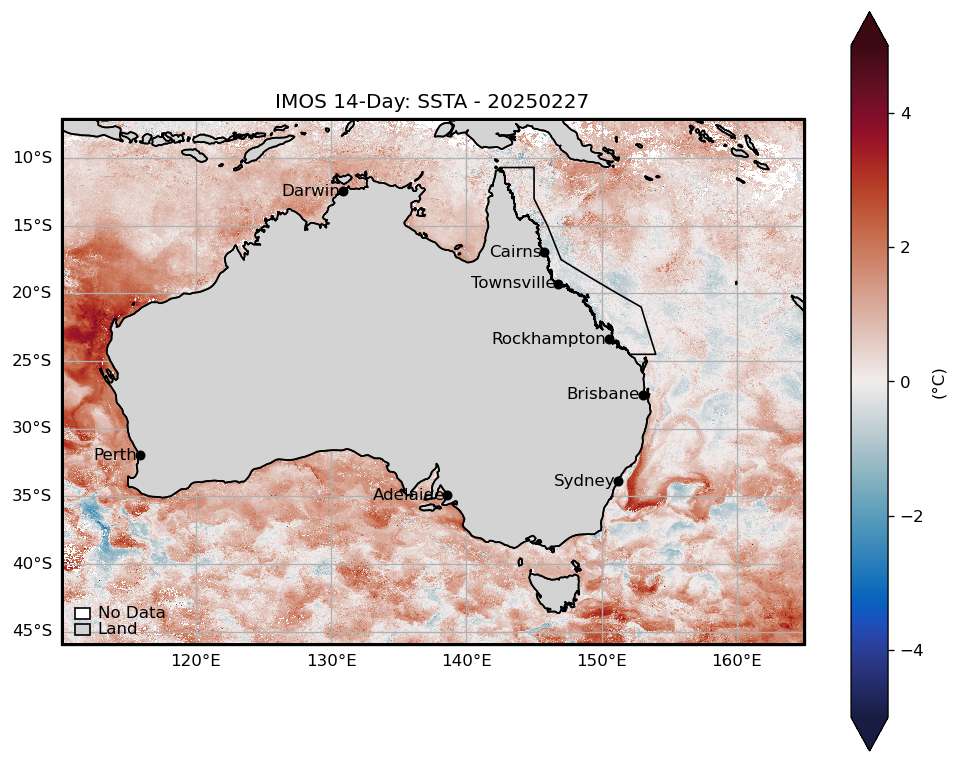 IMOS 14-Day: SSTA - 20250227
10°S
15°S
20°S
25°S
30°S
35°S
40°S
45°S
Darwin
Cairns
Townsville
Rockhampton
Brisbane
Perth
Sydney
Adelaide
No Data
Land
120°E
130°E
140°E
150°E
160°E
4
2
0
−2
−4
(°C)